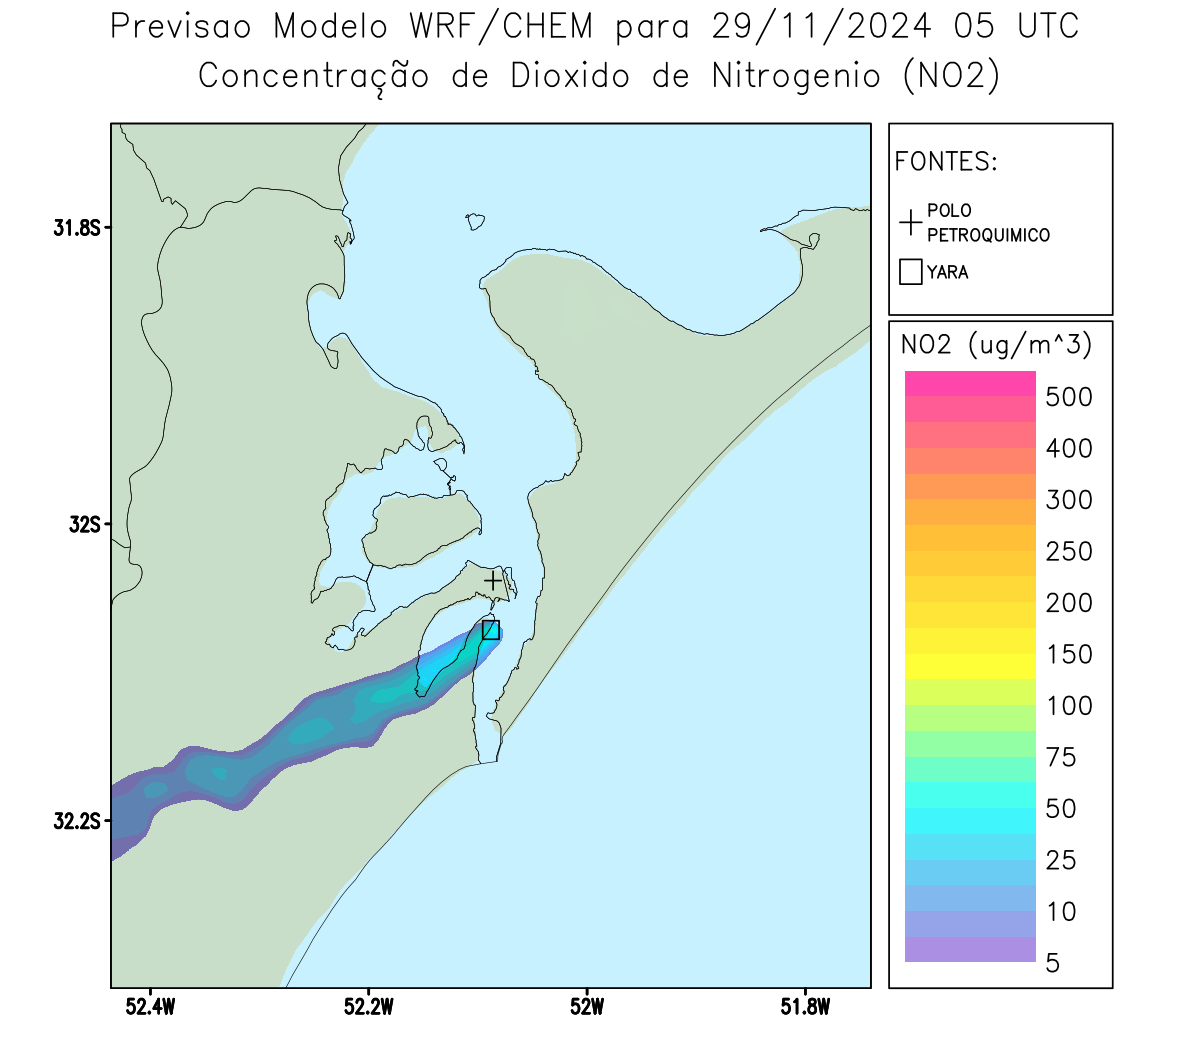 Previsao Modelo WRF/CHEM para 29/11/2024 05 UTC
Concentração de Dioxido de Nitrogenio (NO2)
FONTES:
POLO
PETROQUIMICO
YARA
31.8S
32S
32.2S
52.4W
52.2W
52W
51.8W
NO2 (ug/m^3)
500
400
300
250
200
150
100
75
50
25
10
5